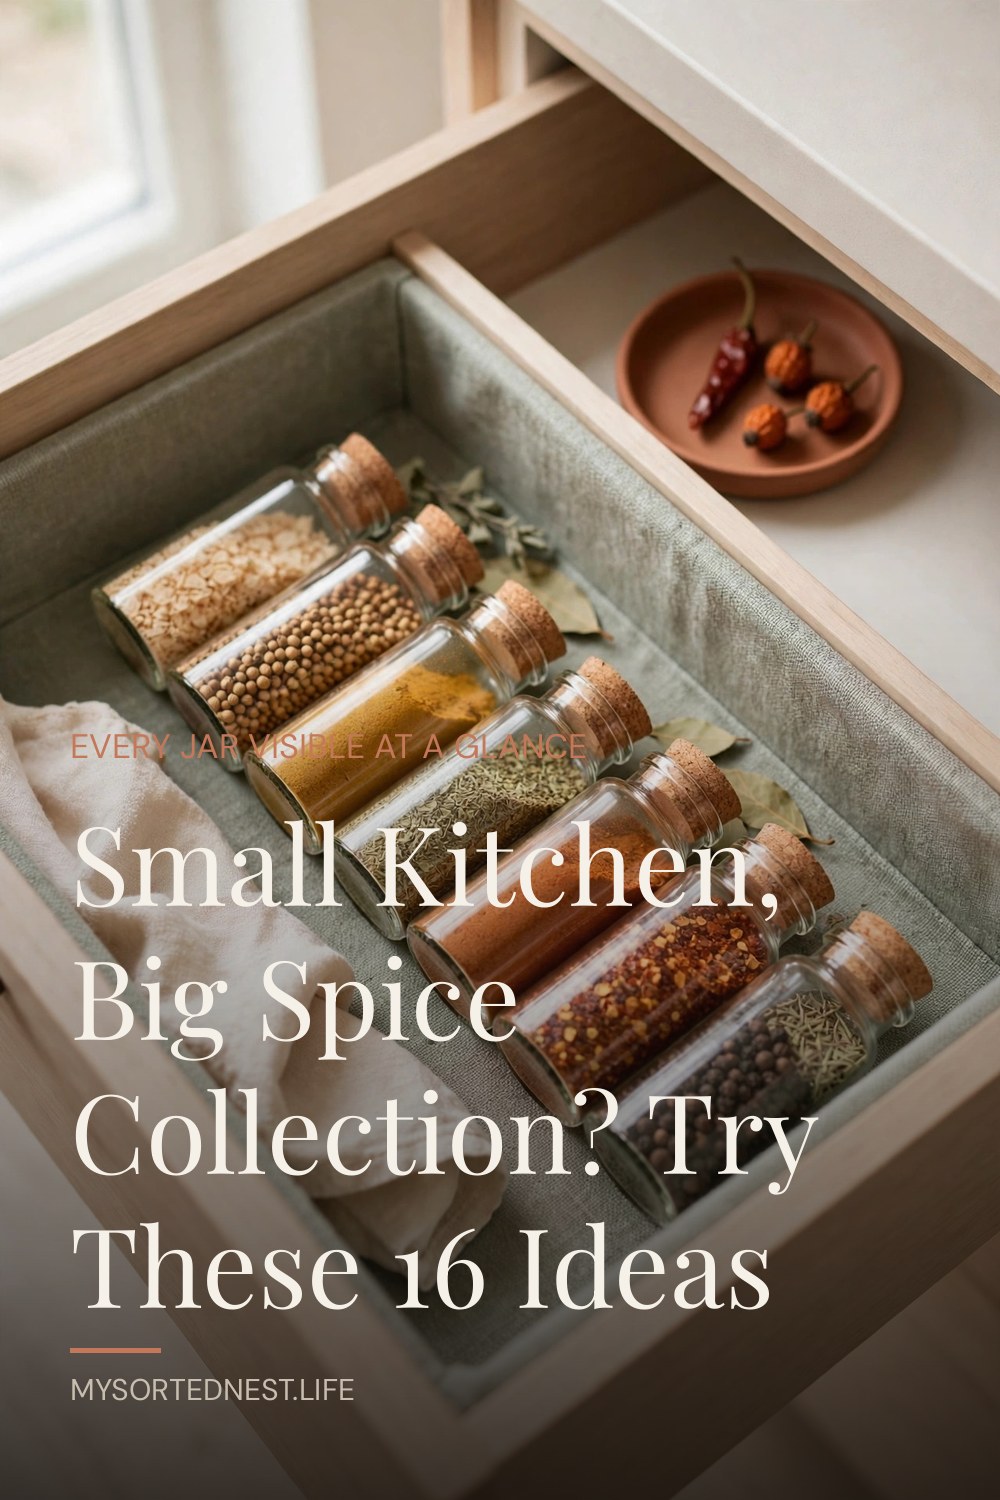 EVERY JAR VISIBLE AT A GLANCE
Small Kitchen,
Big Spice
Collection? Try
These 16 Ideas
MYSORTEDNEST.LIFE